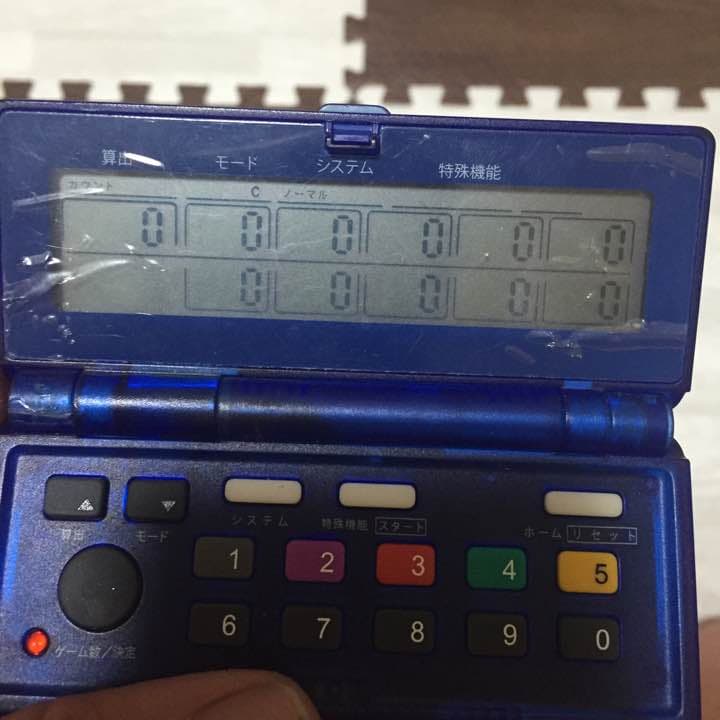 算出 モード システム 特殊機能
カウント C ノーマル
0 0 0 0 0 0
0 0 0 0 0
算出 モード システム 特殊機能 スタート ホーム リセット
1 2 3 4 5
6 7 8 9 0
ゲーム数/決定